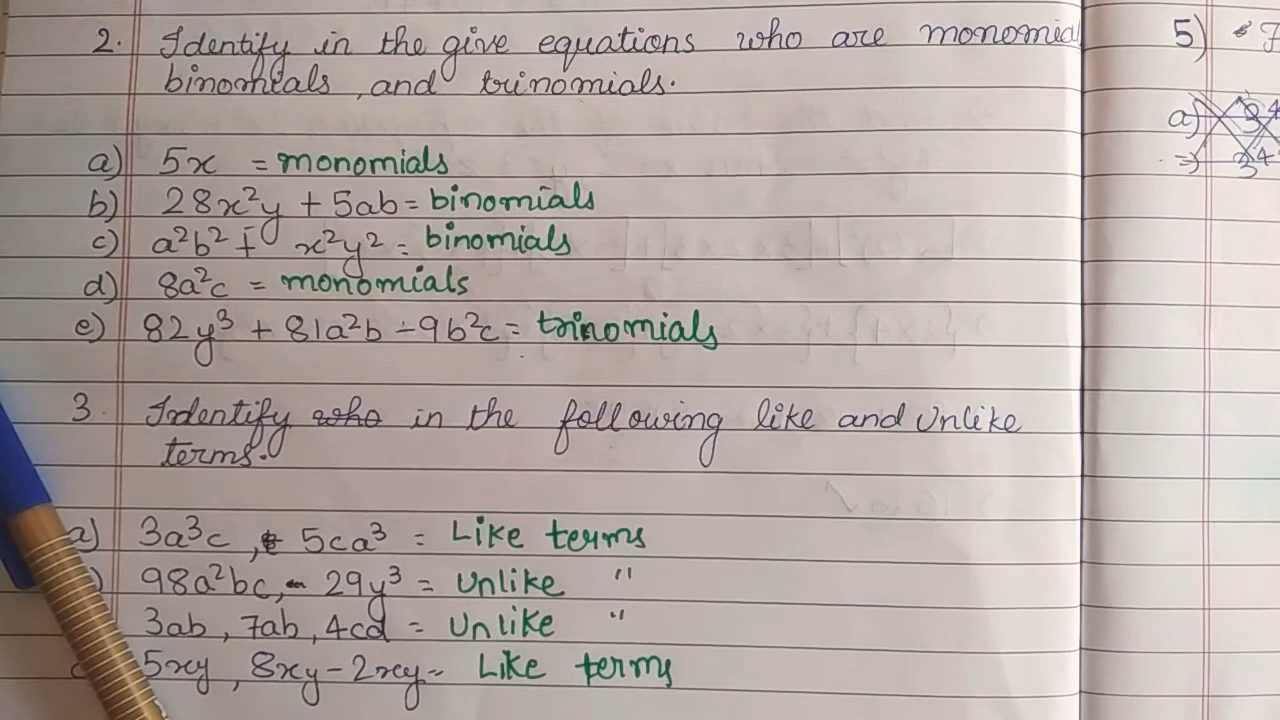 2. Identify in the give equations who are monomia
binomials, and trinomials.
a) 5x = monomials
b) 28x²y + 5ab = binomials
c) a²b² + x²y² = binomials
d) 8a²c = monomials
e) 82y³ + 81a²b - 9b²c = trinomials
3. Indentify who in the following like and Unlike
terms.
a) 3a³c, 5ca³ = Like terms
) 98a²bc, - 29y³ = Unlike "
3ab, 7ab, 4cd = Unlike "
5xy, 8xy - 2xy = Like terms
5)
a)
=)